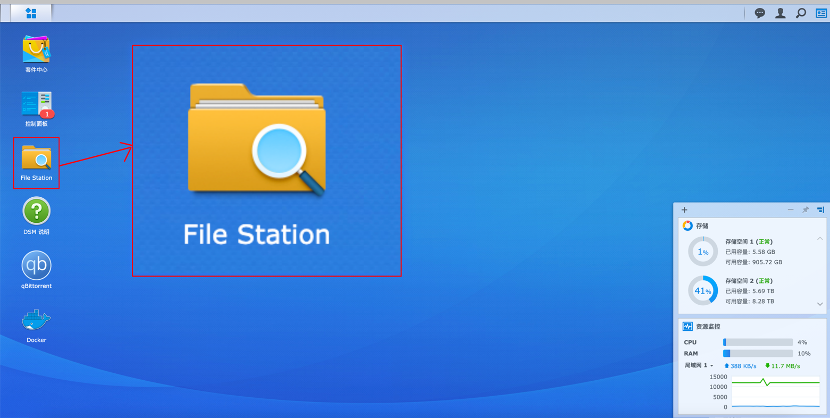 套件中心
1
控制面板
File Station
File Station
DSM 说明
qb
qBittorrent
Docker
存储
1%
存储空间 1 (正常)
已用容量: 5.58 GB
可用容量: 905.72 GB
41%
存储空间 2 (正常)
已用容量: 5.69 TB
可用容量: 8.28 TB
资源监控
CPU 4%
RAM 10%
局域网 1 388 KB/s 11.7 MB/s
15000
10000
5000
0